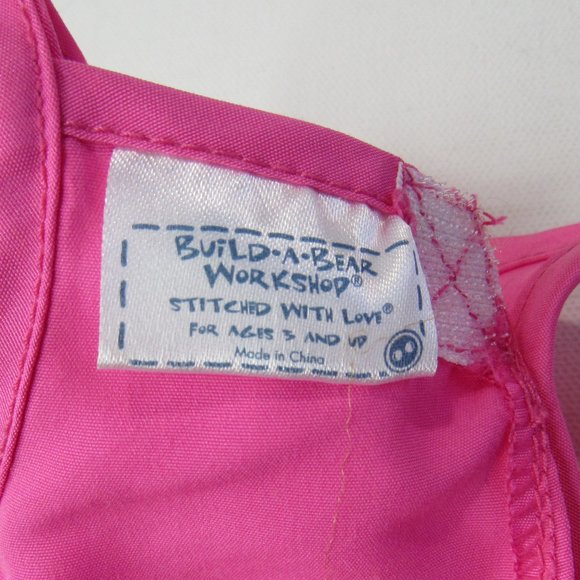 BUILD-A-BEAR
WORKSHOP®
STITCHED WITH LOVE®
FOR AGES 3 AND UP
Made in China